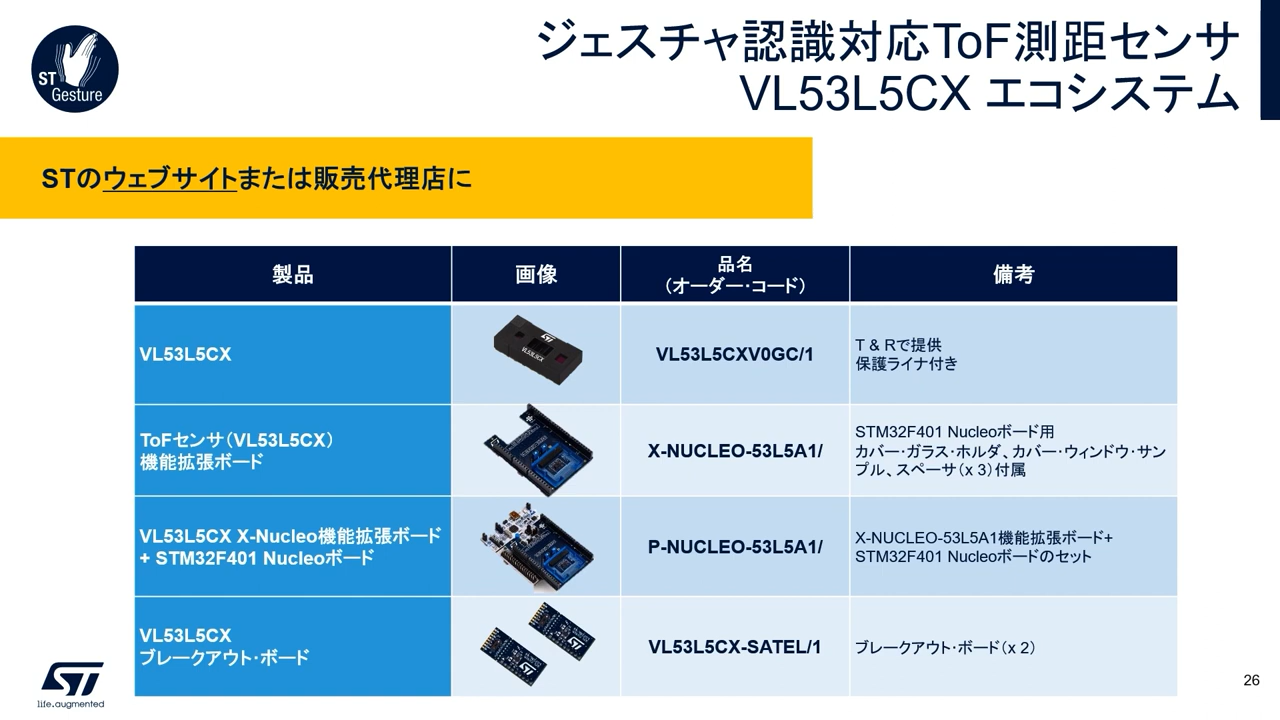 ST
Gesture
ジェスチャ認識対応ToF測距センサ
VL53L5CX エコシステム
STのウェブサイトまたは販売代理店に
製品
画像
品名
（オーダー・コード）
備考
VL53L5CX
VL53L5CX
VL53L5CXV0GC/1
T & Rで提供
保護ライナ付き
ToFセンサ（VL53L5CX）
機能拡張ボード
X-NUCLEO-53L5A1/
STM32F401 Nucleoボード用
カバー・ガラス・ホルダ、カバー・ウィンドウ・サン
プル、スペーサ（x 3）付属
VL53L5CX X-Nucleo機能拡張ボード
+ STM32F401 Nucleoボード
P-NUCLEO-53L5A1/
X-NUCLEO-53L5A1機能拡張ボード+
STM32F401 Nucleoボードのセット
VL53L5CX
ブレークアウト・ボード
VL53L5CX-SATEL/1
ブレークアウト・ボード（x 2）
ST
life.augmented
26